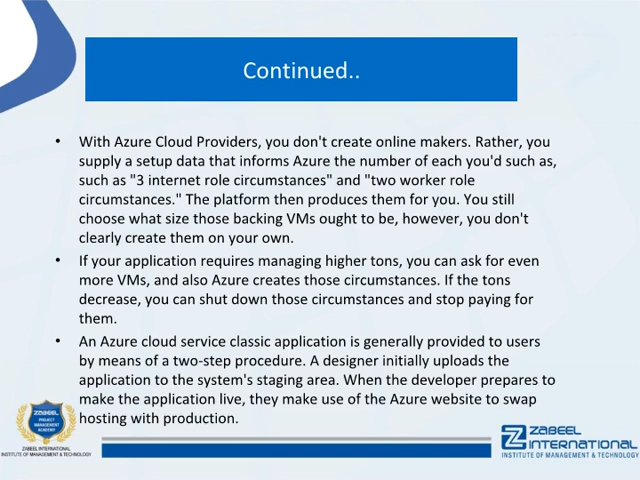 Continued..
• With Azure Cloud Providers, you don't create online makers. Rather, you
supply a setup data that informs Azure the number of each you'd such as,
such as "3 internet role circumstances" and "two worker role
circumstances." The platform then produces them for you. You still
choose what size those backing VMs ought to be, however, you don't
clearly create them on your own.
• If your application requires managing higher tons, you can ask for even
more VMs, and also Azure creates those circumstances. If the tons
decrease, you can shut down those circumstances and stop paying for
them.
• An Azure cloud service classic application is generally provided to users
by means of a two-step procedure. A designer initially uploads the
application to the system's staging area. When the developer prepares to
make the application live, they make use of the Azure website to swap
hosting with production.
ZABEEL
PROJECT
MANAGEMENT
ACADEMY
ZABEEL INTERNATIONAL
INSTITUTE OF MANAGEMENT & TECHNOLOGY
ZABEEL
INTERNATIONAL
INSTITUTE OF MANAGEMENT & TECHNOLOGY